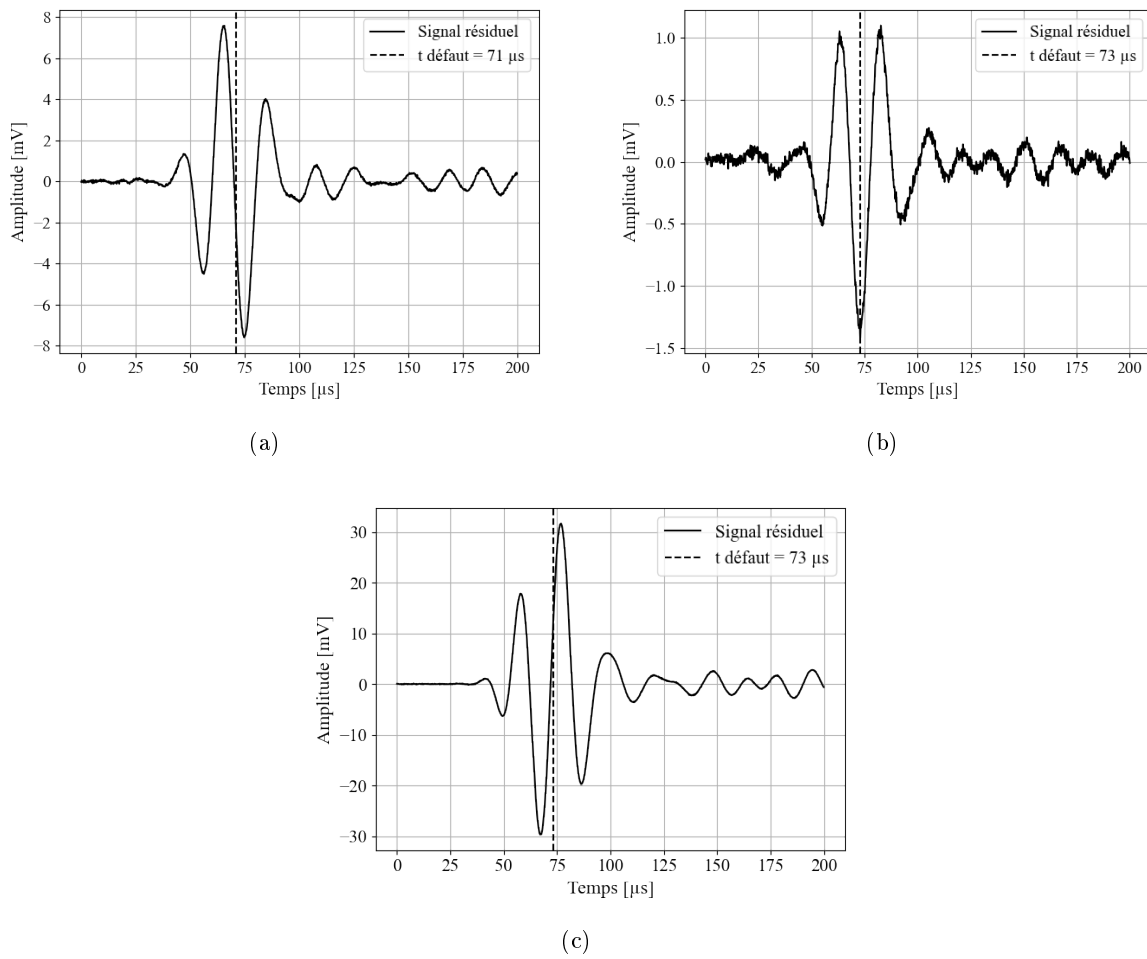 Signal résiduel
t défaut = 71 µs
8
6
4
2
0
−2
−4
−6
−8
Amplitude [mV]
0 25 50 75 100 125 150 175 200
Temps [µs]
(a)
Signal résiduel
t défaut = 73 µs
1.0
0.5
0.0
−0.5
−1.0
−1.5
Amplitude [mV]
0 25 50 75 100 125 150 175 200
Temps [µs]
(b)
Signal résiduel
t défaut = 73 µs
30
20
10
0
−10
−20
−30
Amplitude [mV]
0 25 50 75 100 125 150 175 200
Temps [µs]
(c)